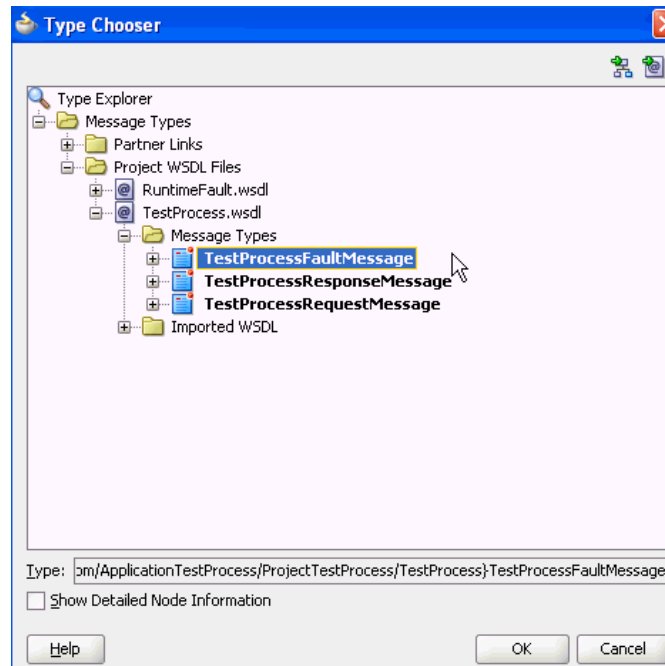 Type Chooser
Type Explorer
Message Types
Partner Links
Project WSDL Files
RuntimeFault.wsdl
TestProcess.wsdl
Message Types
TestProcessFaultMessage
TestProcessResponseMessage
TestProcessRequestMessage
Imported WSDL
Type: om/ApplicationTestProcess/ProjectTestProcess/TestProcess}TestProcessFaultMessage
Show Detailed Node Information
Help OK Cancel